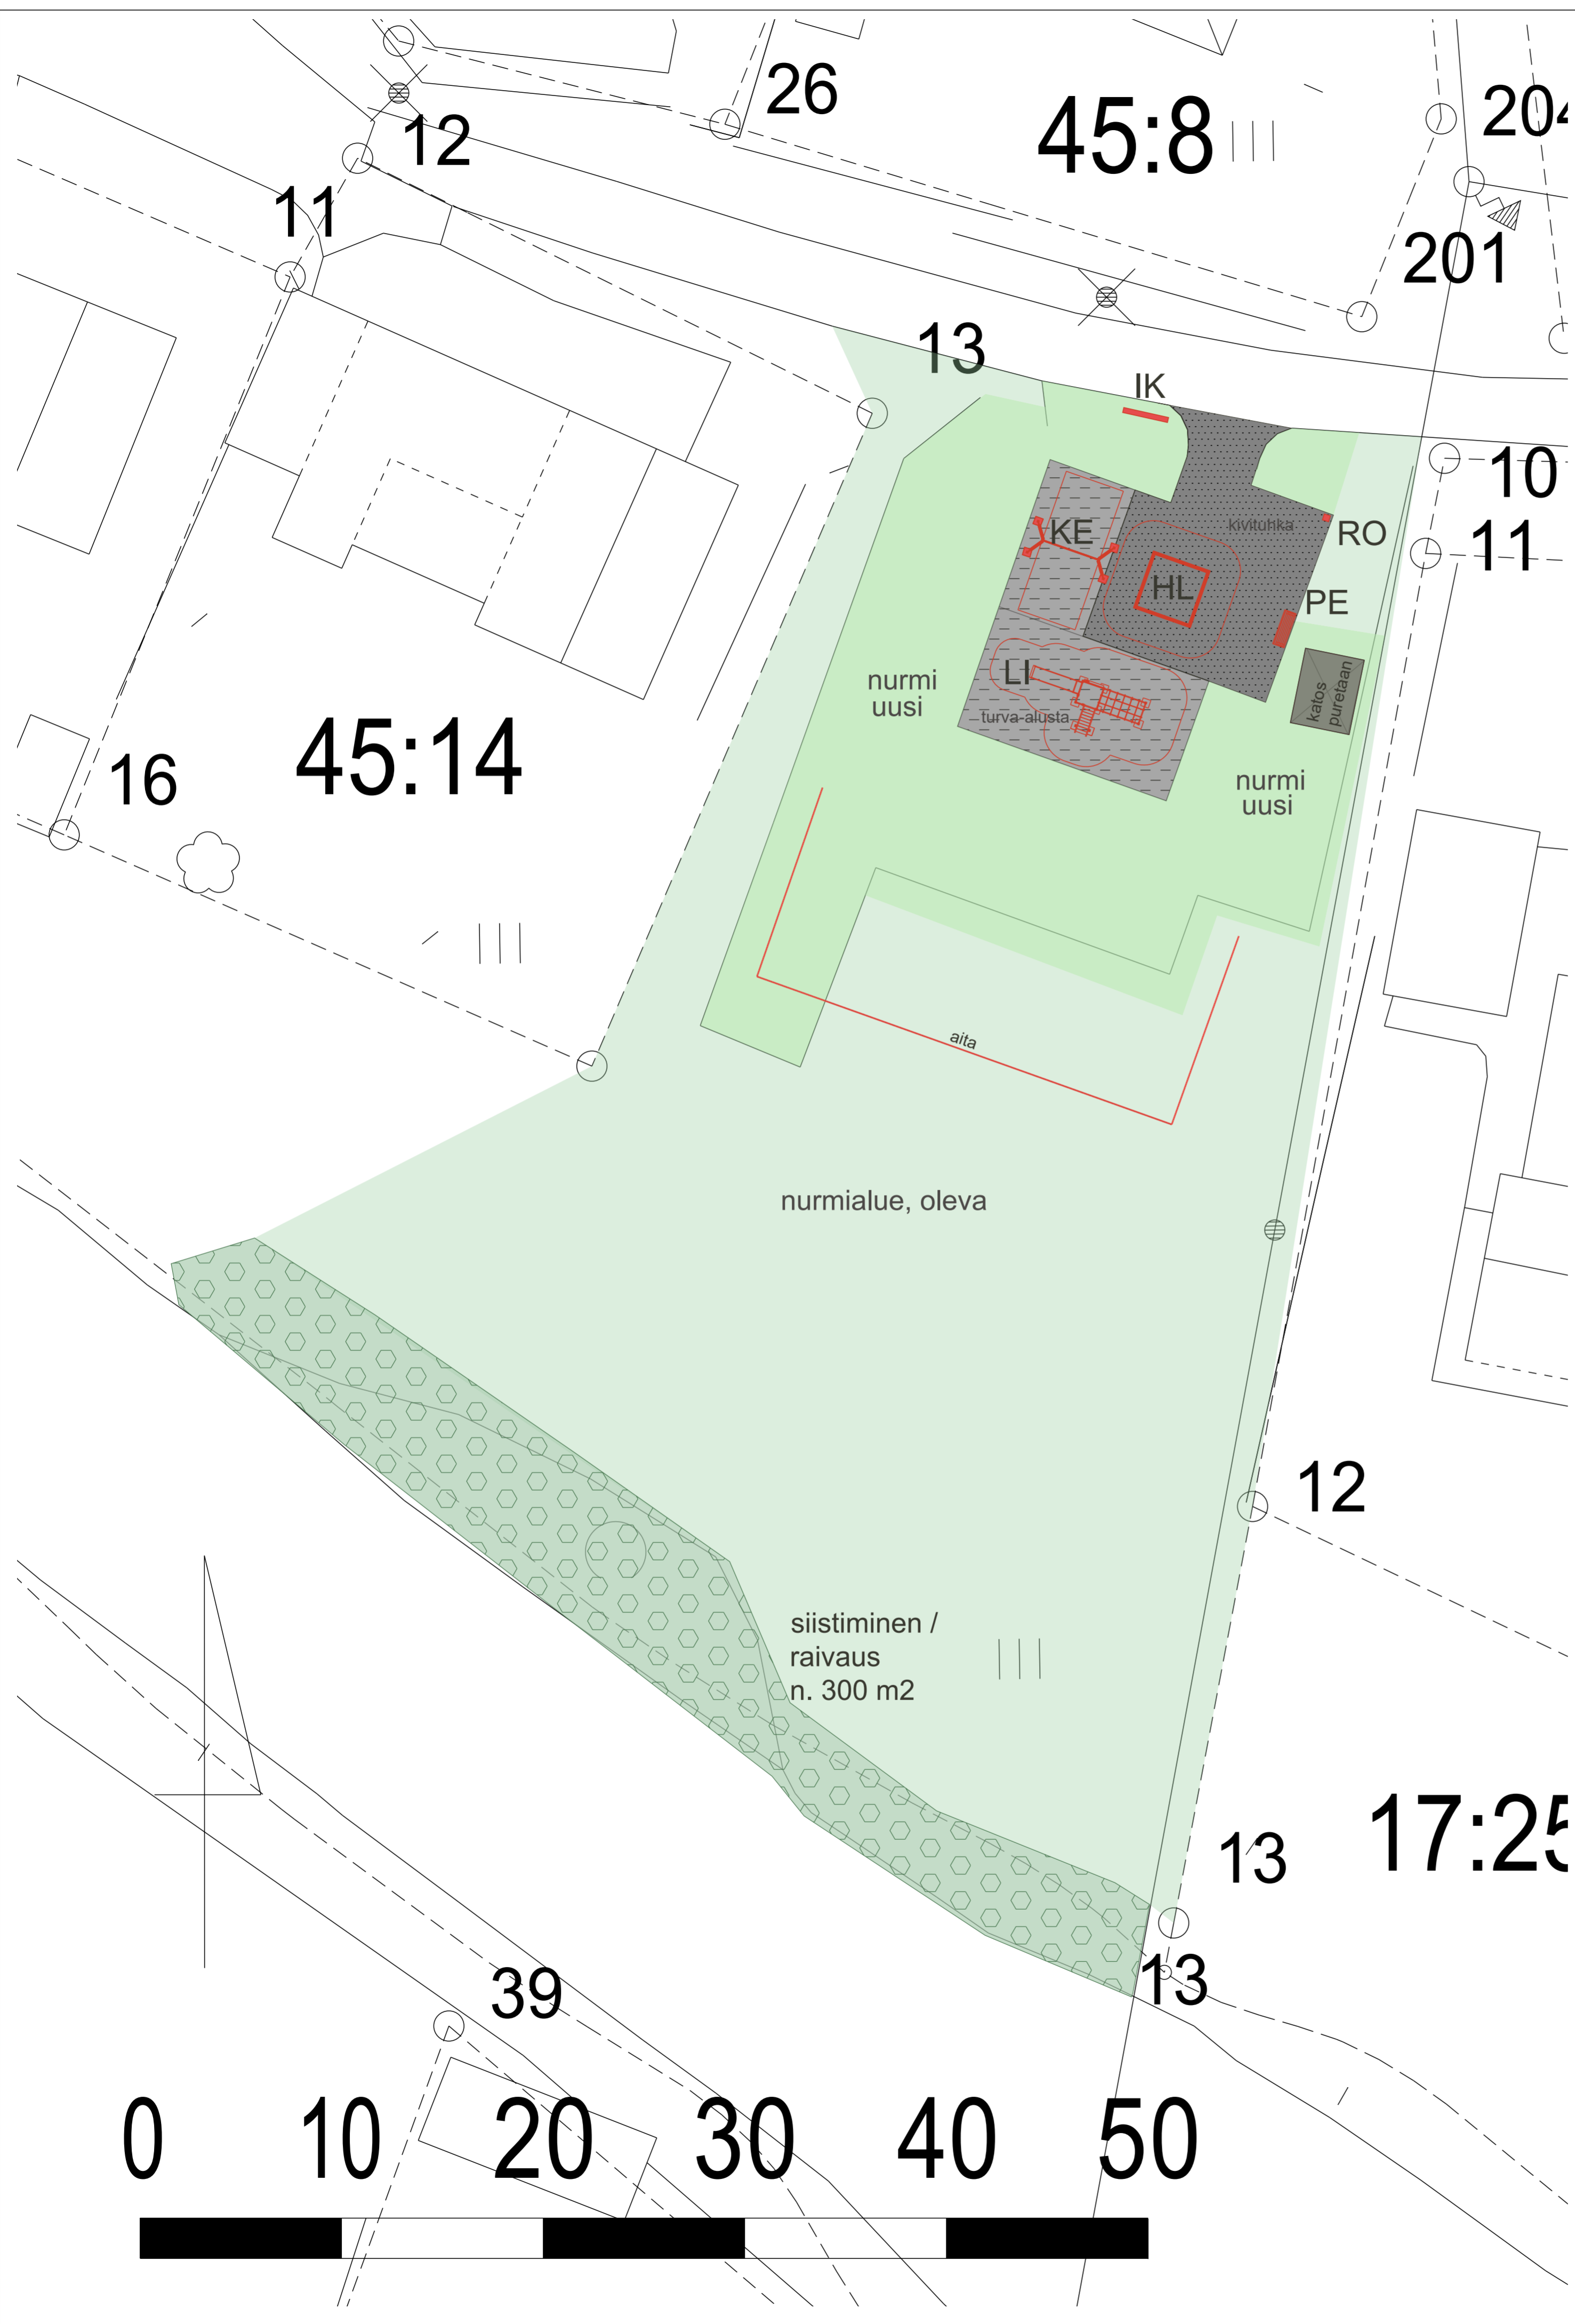 26
45:8
204
12
11
201
13
IK
10
KE
kivituhka
RO
11
HL
PE
LI
nurmi
uusi
turva-alusta
katos
puretaan
45:14
16
nurmi
uusi
aita
nurmialue, oleva
12
siistiminen /
raivaus
n. 300 m2
13
17:25
13
39
0 10 20 30 40 50